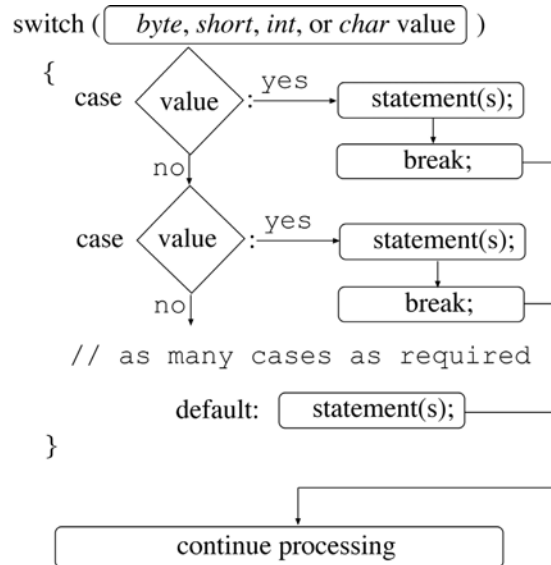 switch ( byte, short, int, or char value )
{
case value : yes statement(s);
no break;
case value : yes statement(s);
no break;
// as many cases as required
default: statement(s);
}
continue processing